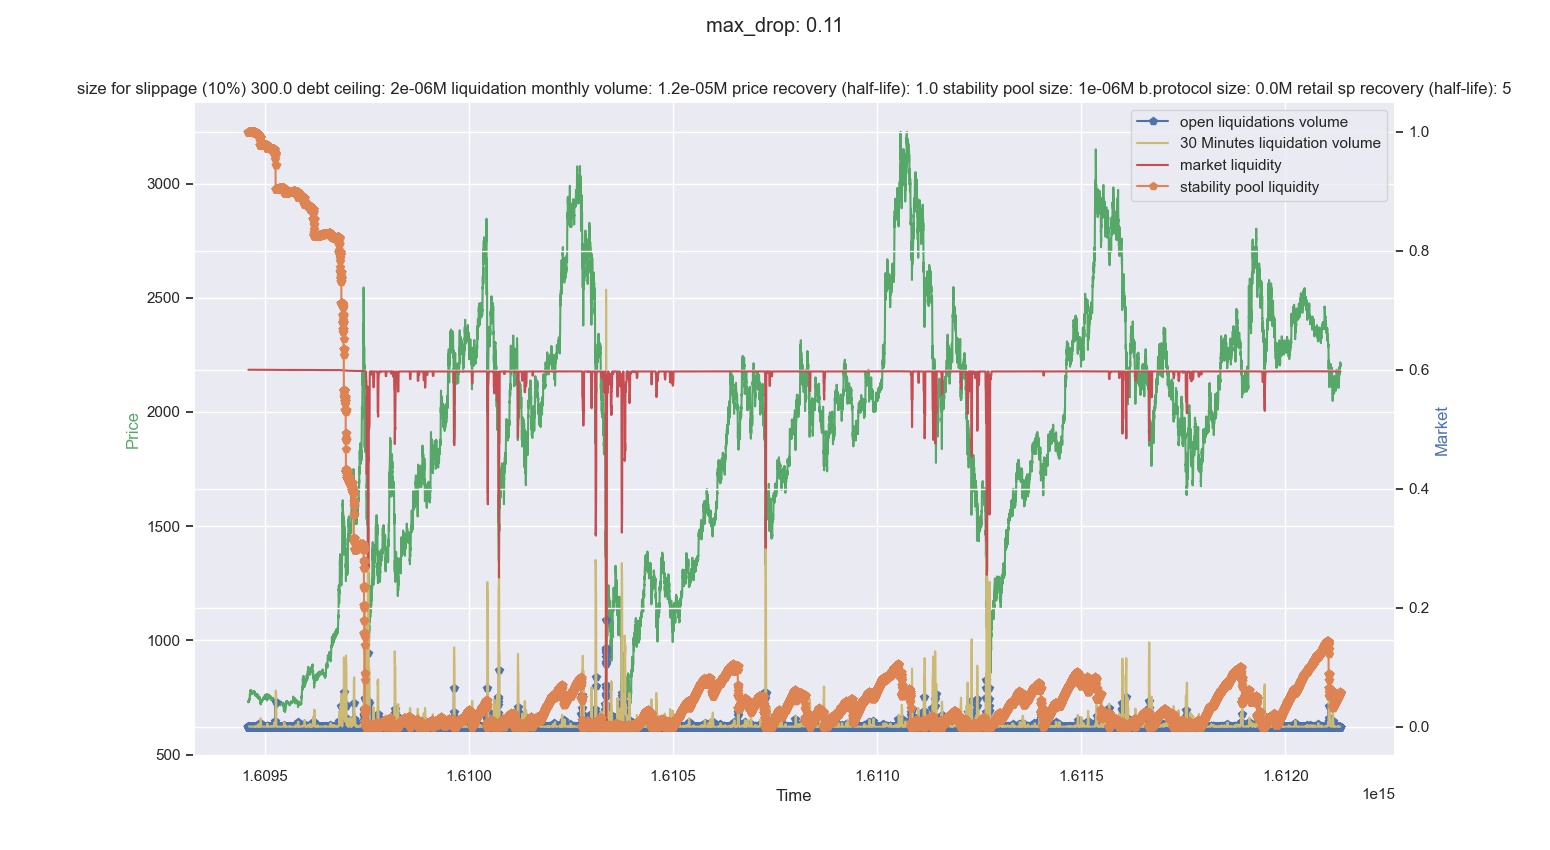 max_drop: 0.11
size for slippage (10%) 300.0 debt ceiling: 2e-06M liquidation monthly volume: 1.2e-05M price recovery (half-life): 1.0 stability pool size: 1e-06M b.protocol size: 0.0M retail sp recovery (half-life): 5
open liquidations volume
30 Minutes liquidation volume
market liquidity
stability pool liquidity
3000
2500
2000
1500
1000
500
Price
1.0
0.8
0.6
0.4
0.2
0.0
Market
1.6095 1.6100 1.6105 1.6110 1.6115 1.6120
Time
1e15